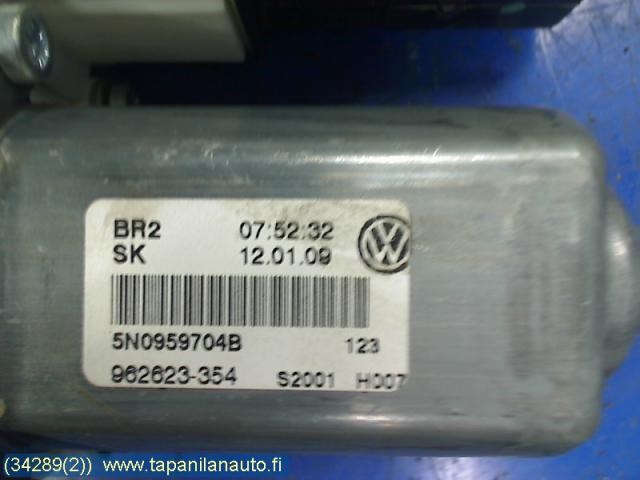 BR2 07:52:32
SK 12.01.09
5N0959704B 123
962623-354 S2001 H007
(34289(2)) www.tapanilanauto.fi